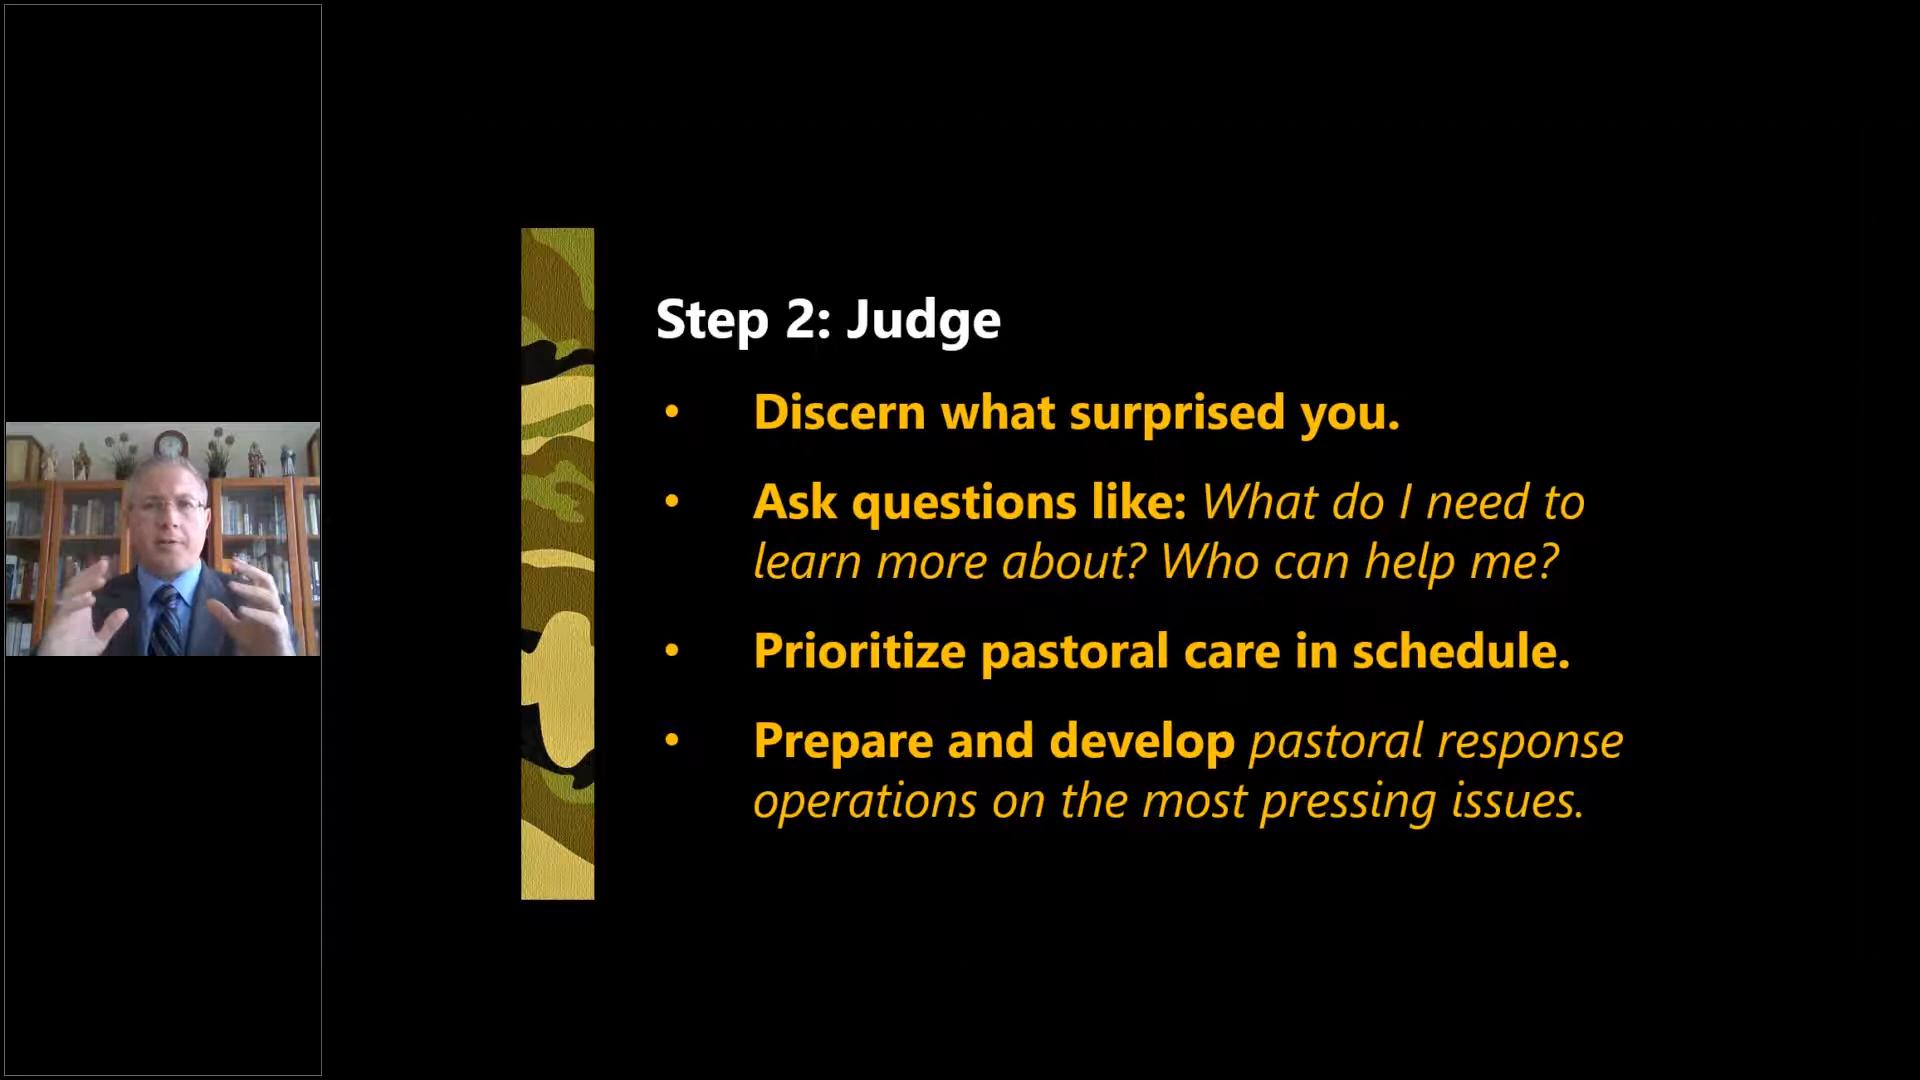 Step 2: Judge
• Discern what surprised you.
• Ask questions like: What do I need to
learn more about? Who can help me?
• Prioritize pastoral care in schedule.
• Prepare and develop pastoral response
operations on the most pressing issues.